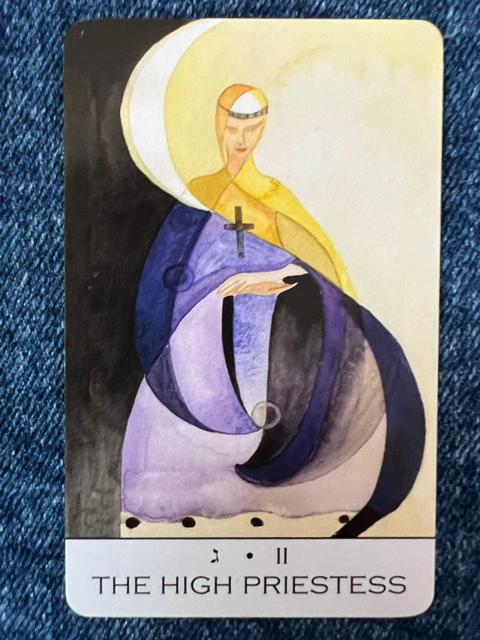 ג • II
THE HIGH PRIESTESS